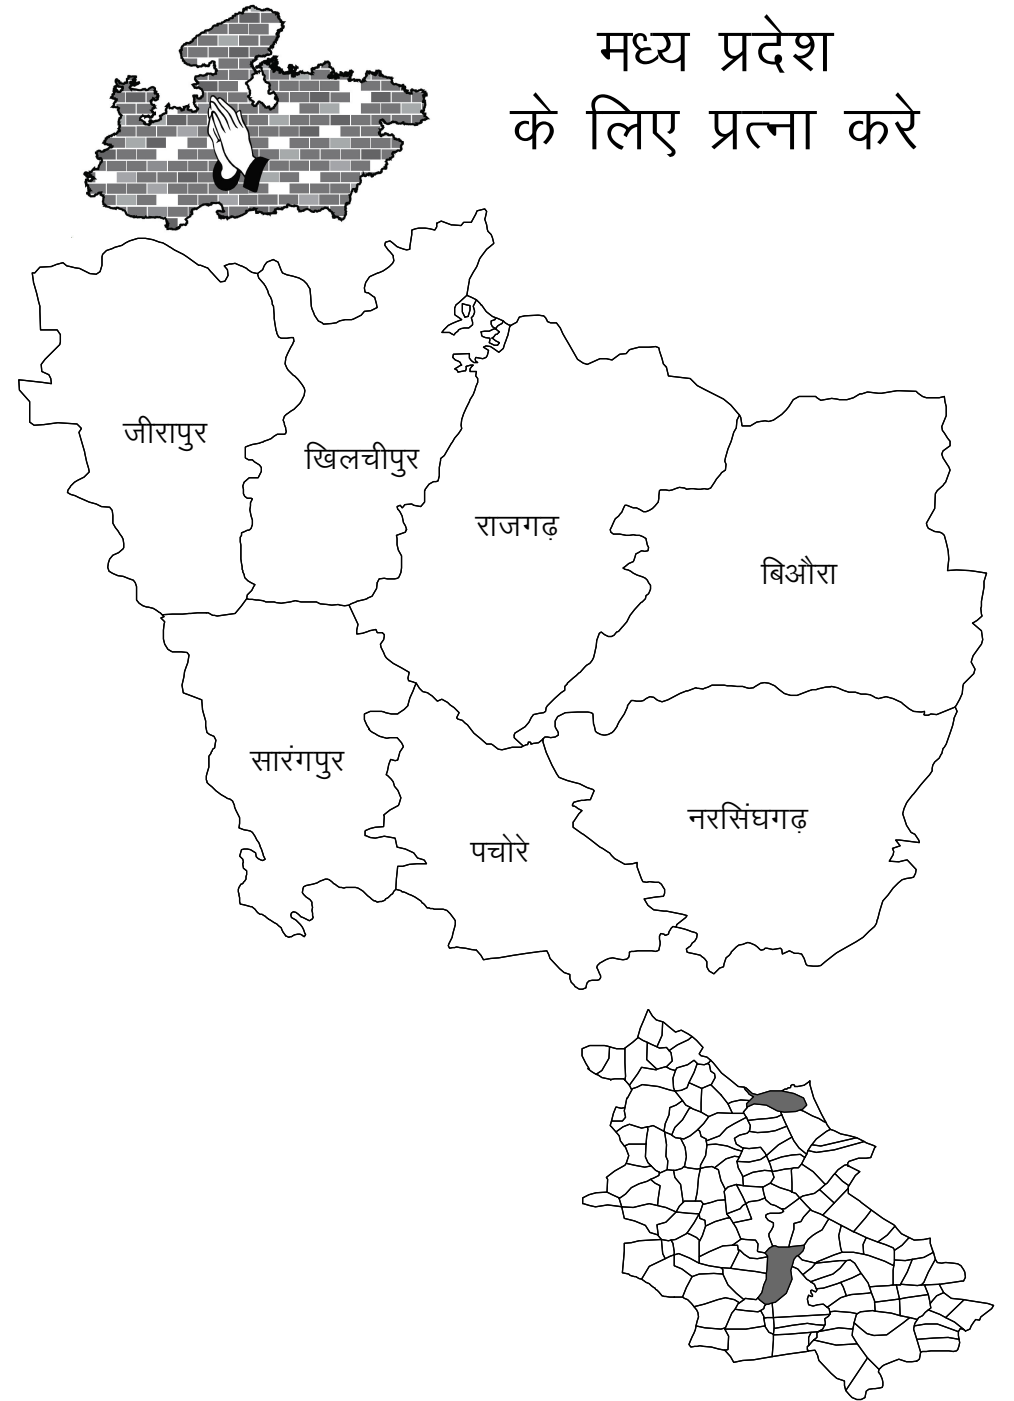 मध्य प्रदेश
के लिए प्रत्ना करे
जीरापुर
खिलचीपुर
राजगढ़
बिऔरा
सारंगपुर
नरसिंघगढ़
पचोरे